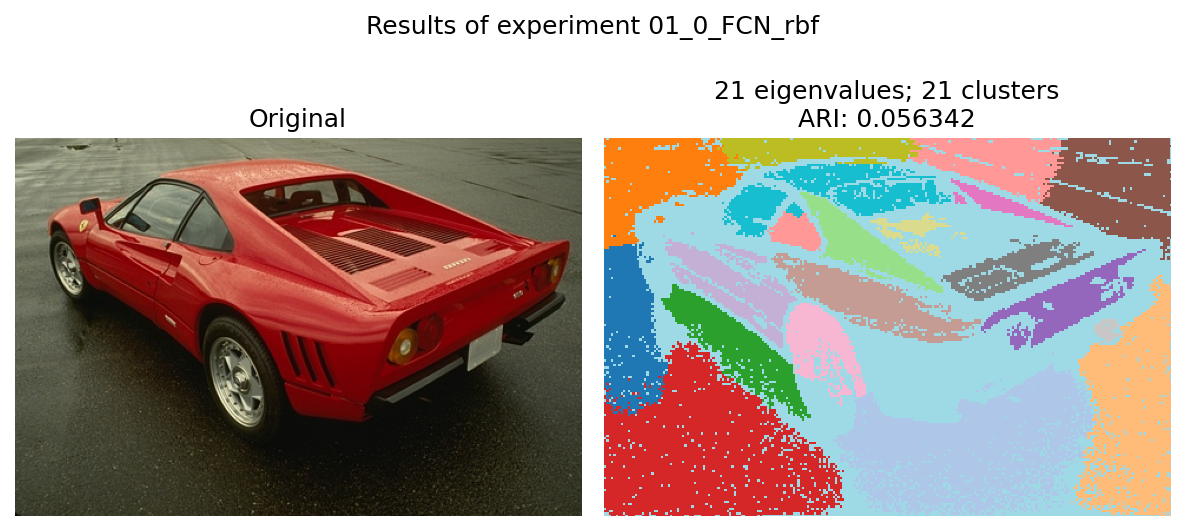 Results of experiment 01_0_FCN_rbf
Original
21 eigenvalues; 21 clusters
ARI: 0.056342